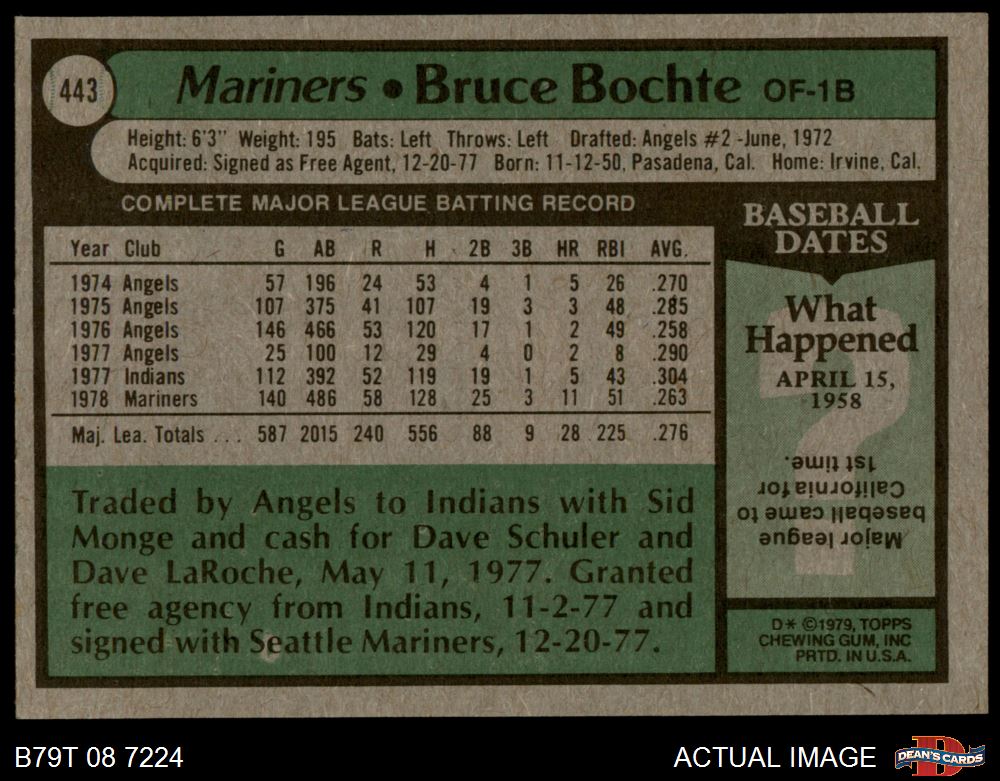 443
Mariners • Bruce Bochte OF-1B
Height: 6'3" Weight: 195 Bats: Left Throws: Left Drafted: Angels #2 -June, 1972
Acquired: Signed as Free Agent, 12-20-77 Born: 11-12-50, Pasadena, Cal. Home: Irvine, Cal.
COMPLETE MAJOR LEAGUE BATTING RECORD
Year Club G AB R H 2B 3B HR RBI AVG.
1974 Angels 57 196 24 53 4 1 5 26 .270
1975 Angels 107 375 41 107 19 3 3 48 .285
1976 Angels 146 466 53 120 17 1 2 49 .258
1977 Angels 25 100 12 29 4 0 2 8 .290
1977 Indians 112 392 52 119 19 1 5 43 .304
1978 Mariners 140 486 58 128 25 3 11 51 .263
Maj. Lea. Totals ... 587 2015 240 556 88 9 28 225 .276
Traded by Angels to Indians with Sid
Monge and cash for Dave Schuler and
Dave LaRoche, May 11, 1977. Granted
free agency from Indians, 11-2-77 and
signed with Seattle Mariners, 12-20-77.
BASEBALL
DATES
What
Happened
APRIL 15,
1958
?
Major league
baseball came to
California for
1st time.
D* ©1979, TOPPS
CHEWING GUM, INC
PRTD. IN U.S.A.
B79T 08 7224
ACTUAL IMAGE
D
DEAN'S CARDS